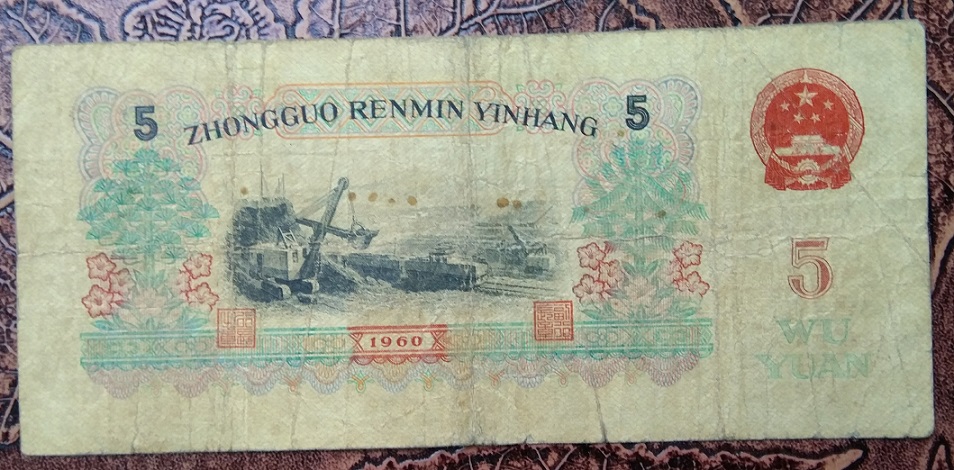 5 ZHONGGUO RENMIN YINHANG 5
5
WU
YUAN
1960